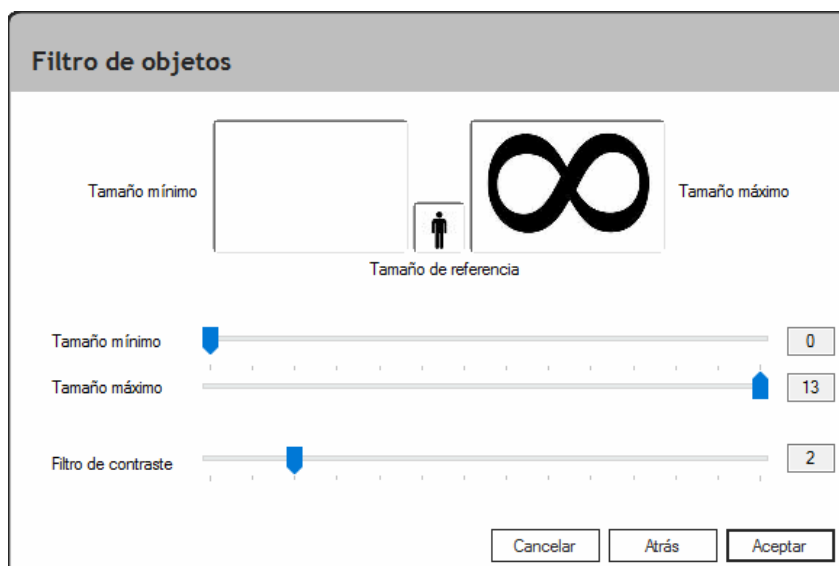 Filtro de objetos
Tamaño mínimo
Tamaño máximo
Tamaño de referencia
Tamaño mínimo 0
Tamaño máximo 13
Filtro de contraste 2
Cancelar Atrás Aceptar